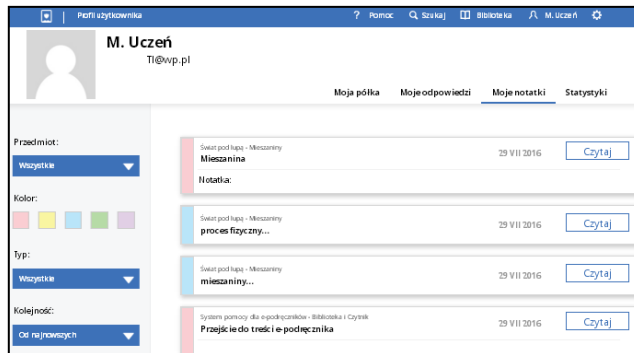 Profil użytkownika
? Pomoc Szukaj Biblioteka M. Uczeń
M. Uczeń
TI@vvp.pl
Moja półka Moje odpowiedzi Moje notatki Statystyki
Przedmiot:
Wszystkie
Kolor:
Typ:
Wszystkie
Kolejność:
Od najnowszych
Świat pod lupą - Mieszaniny
Mieszanina
29 VII 2016
Czytaj
Notatka:
Świat pod lupą - Mieszaniny
proces fizyczny...
29 VII 2016
Czytaj
Świat pod lupą - Mieszaniny
mieszaniny...
29 VII 2016
Czytaj
System pomocy dla e-podręczników - Biblioteka i Czytnik
Przejście do treści e-podręcznika
29 VII 2016
Czytaj